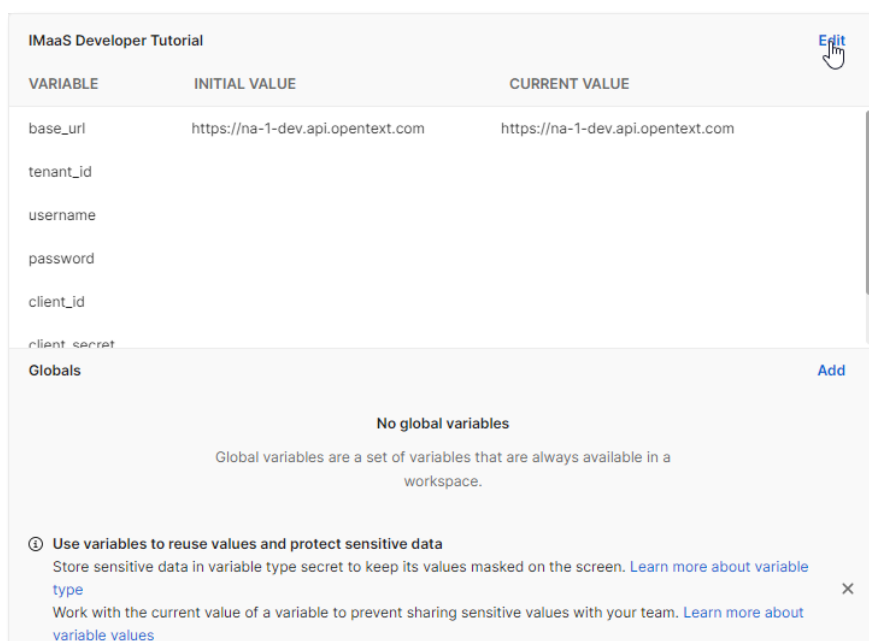 IMaaS Developer Tutorial Edit
VARIABLE INITIAL VALUE CURRENT VALUE
base_url https://na-1-dev.api.opentext.com https://na-1-dev.api.opentext.com
tenant_id
username
password
client_id
client_secret
Globals Add
No global variables
Global variables are a set of variables that are always available in a
workspace.
Use variables to reuse values and protect sensitive data
Store sensitive data in variable type secret to keep its values masked on the screen. Learn more about variable
type
Work with the current value of a variable to prevent sharing sensitive values with your team. Learn more about
variable values